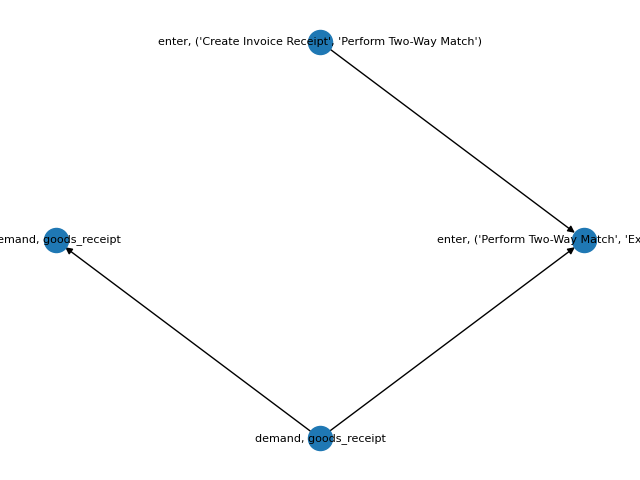 enter, ('Create Invoice Receipt', 'Perform Two-Way Match')
emand, goods_receipt
enter, ('Perform Two-Way Match', 'Ex
demand, goods_receipt